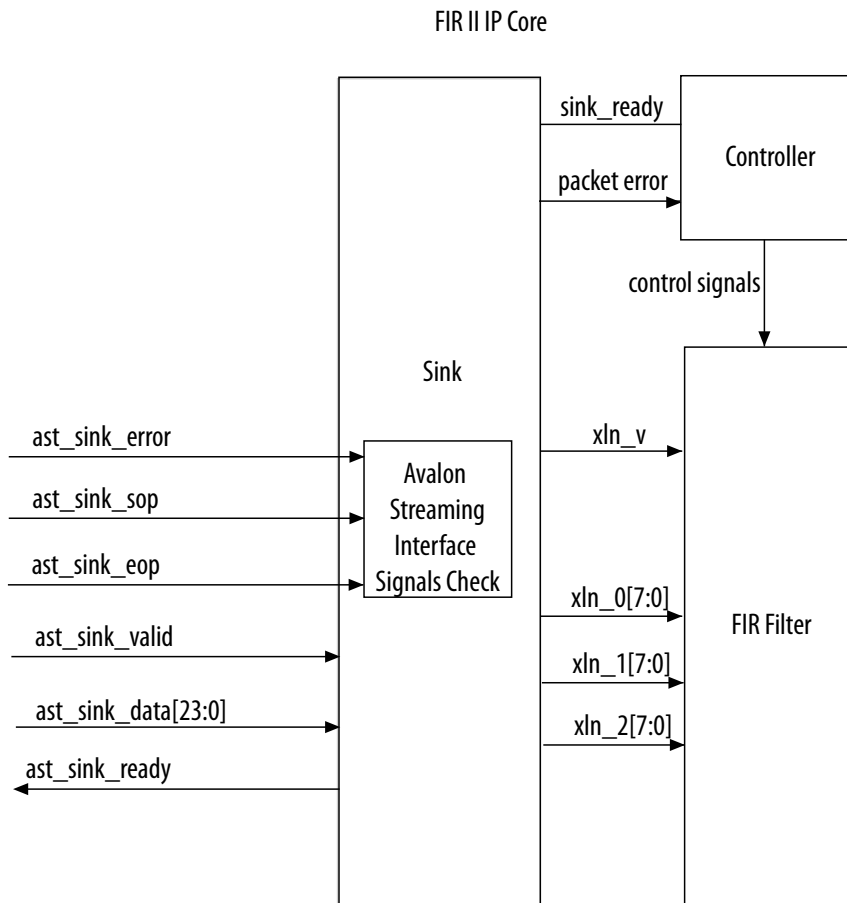 FIR II IP Core
sink_ready
Controller
packet error
control signals
Sink
ast_sink_error
ast_sink_sop
ast_sink_eop
ast_sink_valid
ast_sink_data[23:0]
ast_sink_ready
Avalon
Streaming
Interface
Signals Check
xln_v
xln_0[7:0]
xln_1[7:0]
xln_2[7:0]
FIR Filter